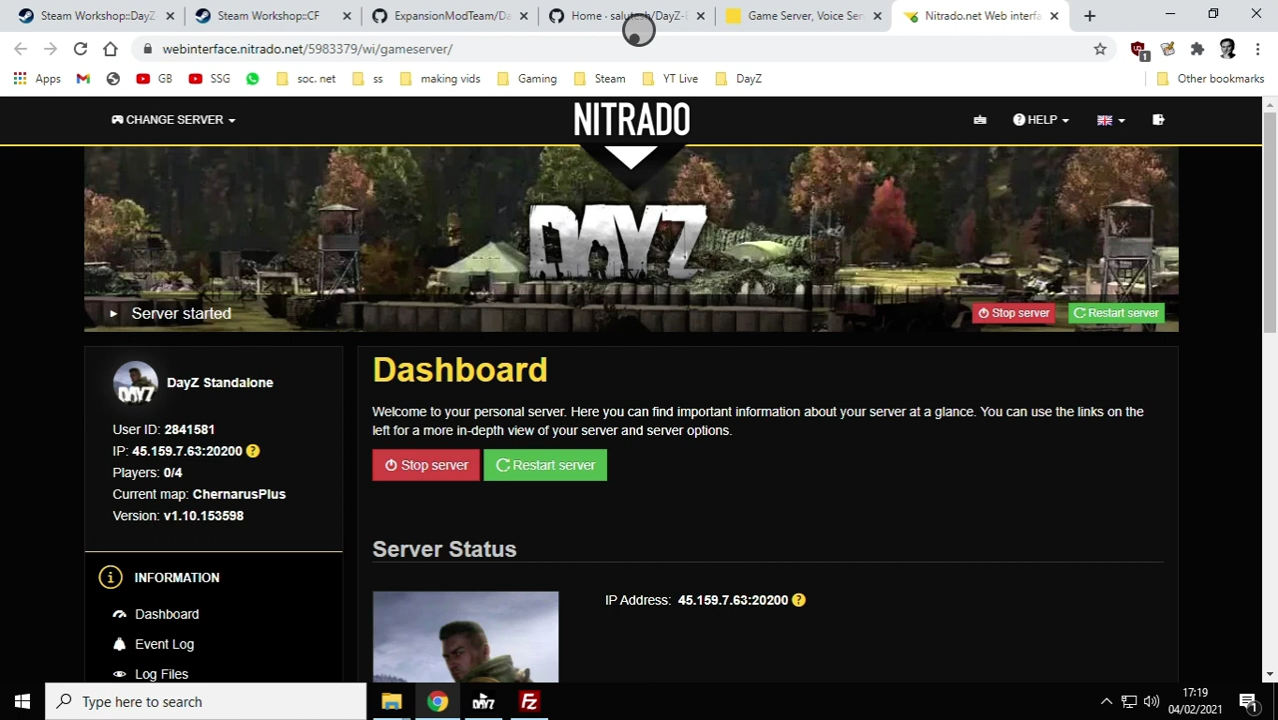 Steam Workshop::DayZ
Steam Workshop::CF
ExpansionModTeam/Da
Home · salutesh/DayZ-E
Game Server, Voice Ser
Nitrado.net Web interfa
webinterface.nitrado.net/5983379/wi/gameserver/
1
Apps
GB
SSG
soc. net
ss
making vids
Gaming
Steam
YT Live
DayZ
Other bookmarks
CHANGE SERVER
NITRADO
HELP
DAYZ
Server started
Stop server
Restart server
DAYZ
DayZ Standalone
User ID: 2841581
IP: 45.159.7.63:20200 ?
Players: 0/4
Current map: ChernarusPlus
Version: v1.10.153598
INFORMATION
Dashboard
Event Log
Log Files
Dashboard
Welcome to your personal server. Here you can find important information about your server at a glance. You can use the links on the
left for a more in-depth view of your server and server options.
Stop server
Restart server
Server Status
IP Address: 45.159.7.63:20200 ?
Type here to search
DAYZ
Fz
17:19
04/02/2021
1